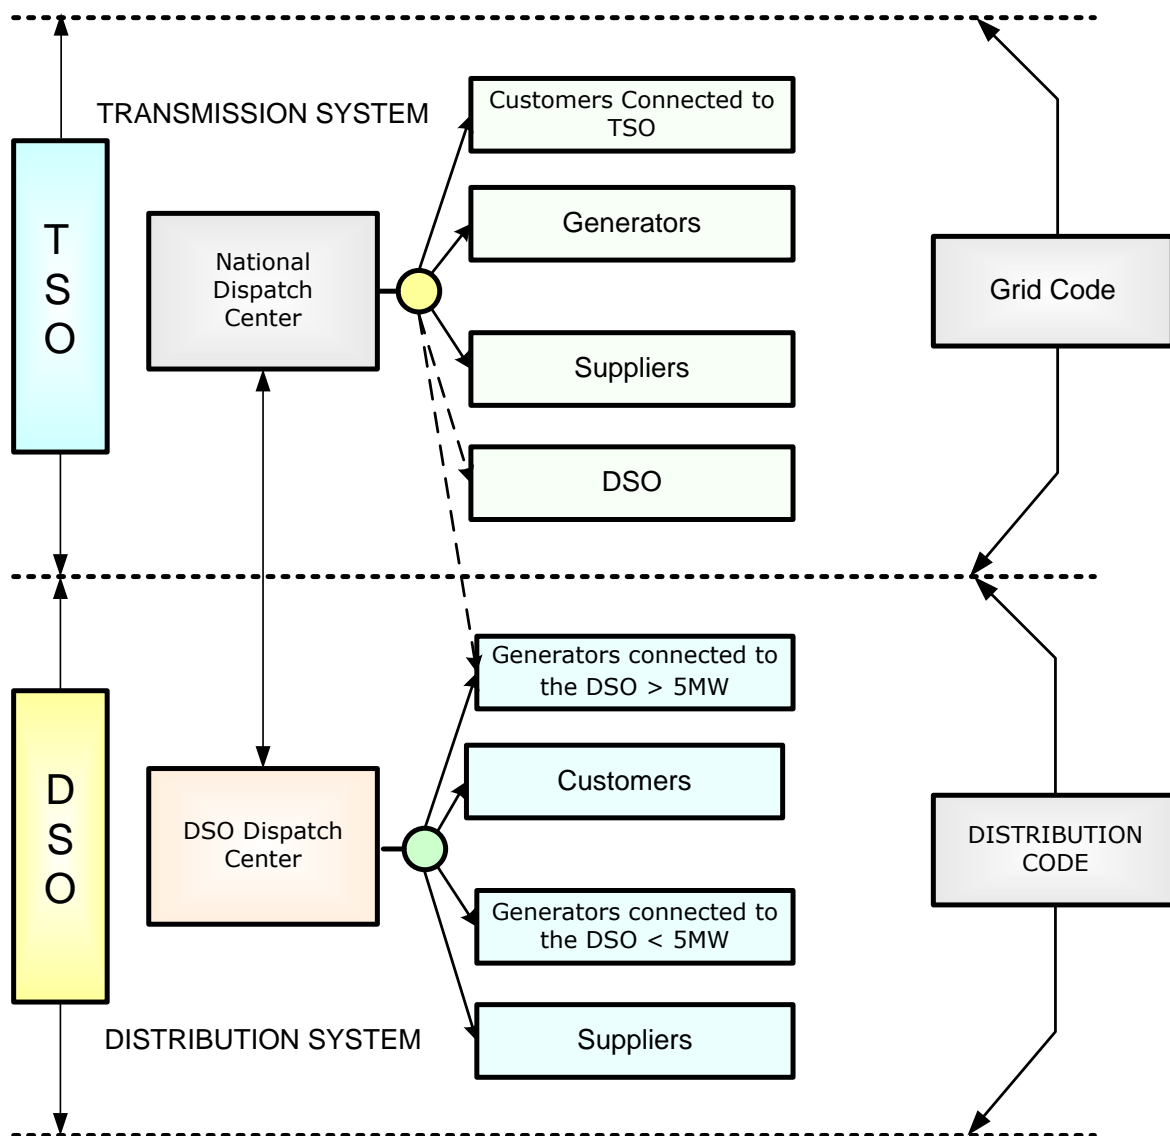 TRANSMISSION SYSTEM
T
S
O
National
Dispatch
Center
Customers Connected to
TSO
Generators
Suppliers
DSO
Grid Code
D
S
O
DSO Dispatch
Center
Generators connected to
the DSO > 5MW
Customers
Generators connected to
the DSO < 5MW
Suppliers
DISTRIBUTION
CODE
DISTRIBUTION SYSTEM